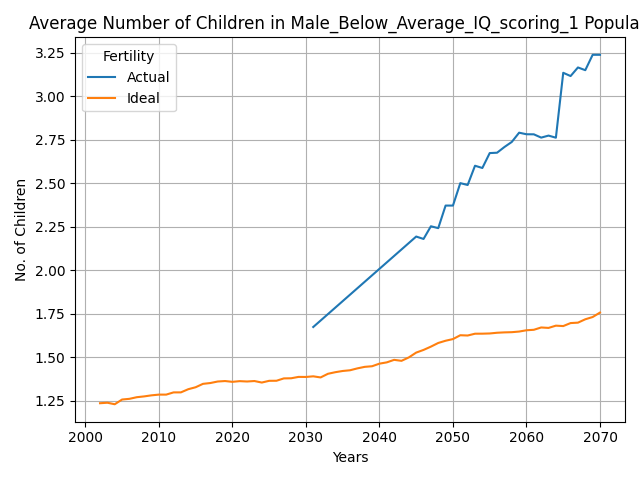 Average Number of Children in Male_Below_Average_IQ_scoring_1 Popula
Fertility
Actual
Ideal
3.25
3.00
2.75
2.50
2.25
2.00
1.75
1.50
1.25
No. of Children
2000 2010 2020 2030 2040 2050 2060 2070
Years